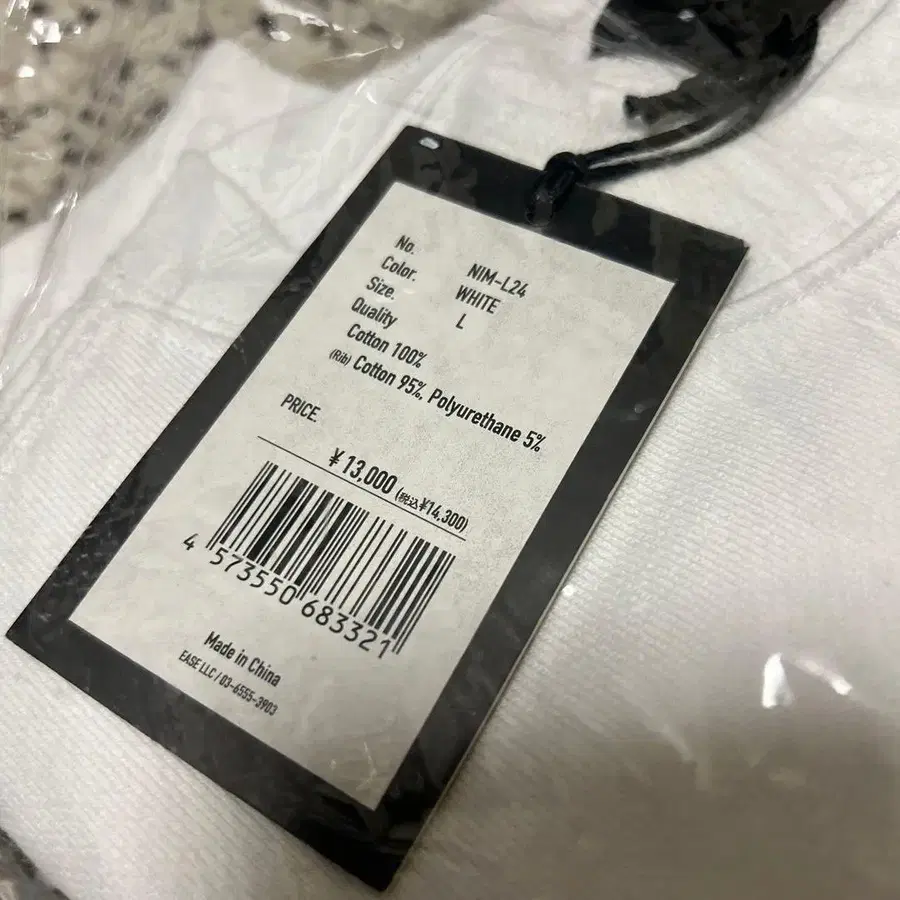 No. NIM-L24
Color. WHITE
Size. L
Quality
Cotton 100%
(Rib) Cotton 95%, Polyurethane 5%
PRICE.
¥ 13,000 (税込¥14,300)
4 573550 683321
Made in China
EASE LLC / 03-6555-3903